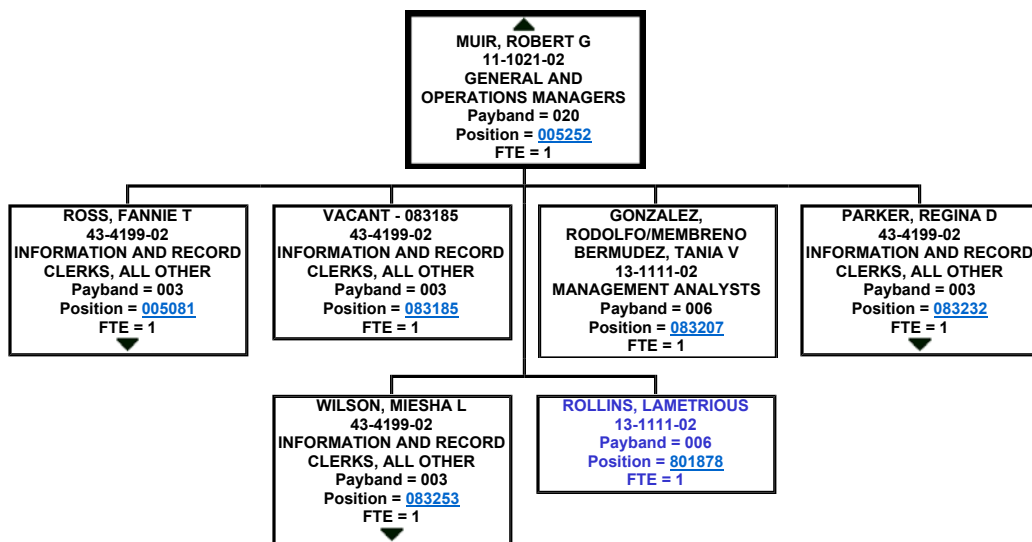 MUIR, ROBERT G
11-1021-02
GENERAL AND
OPERATIONS MANAGERS
Payband = 020
Position = 005252
FTE = 1
ROSS, FANNIE T
43-4199-02
INFORMATION AND RECORD
CLERKS, ALL OTHER
Payband = 003
Position = 005081
FTE = 1
VACANT - 083185
43-4199-02
INFORMATION AND RECORD
CLERKS, ALL OTHER
Payband = 003
Position = 083185
FTE = 1
GONZALEZ,
RODOLFO/MEMBRENO
BERMUDEZ, TANIA V
13-1111-02
MANAGEMENT ANALYSTS
Payband = 006
Position = 083207
FTE = 1
PARKER, REGINA D
43-4199-02
INFORMATION AND RECORD
CLERKS, ALL OTHER
Payband = 003
Position = 083232
FTE = 1
WILSON, MIESHA L
43-4199-02
INFORMATION AND RECORD
CLERKS, ALL OTHER
Payband = 003
Position = 083253
FTE = 1
ROLLINS, LAMETRIOUS
13-1111-02
Payband = 006
Position = 801878
FTE = 1